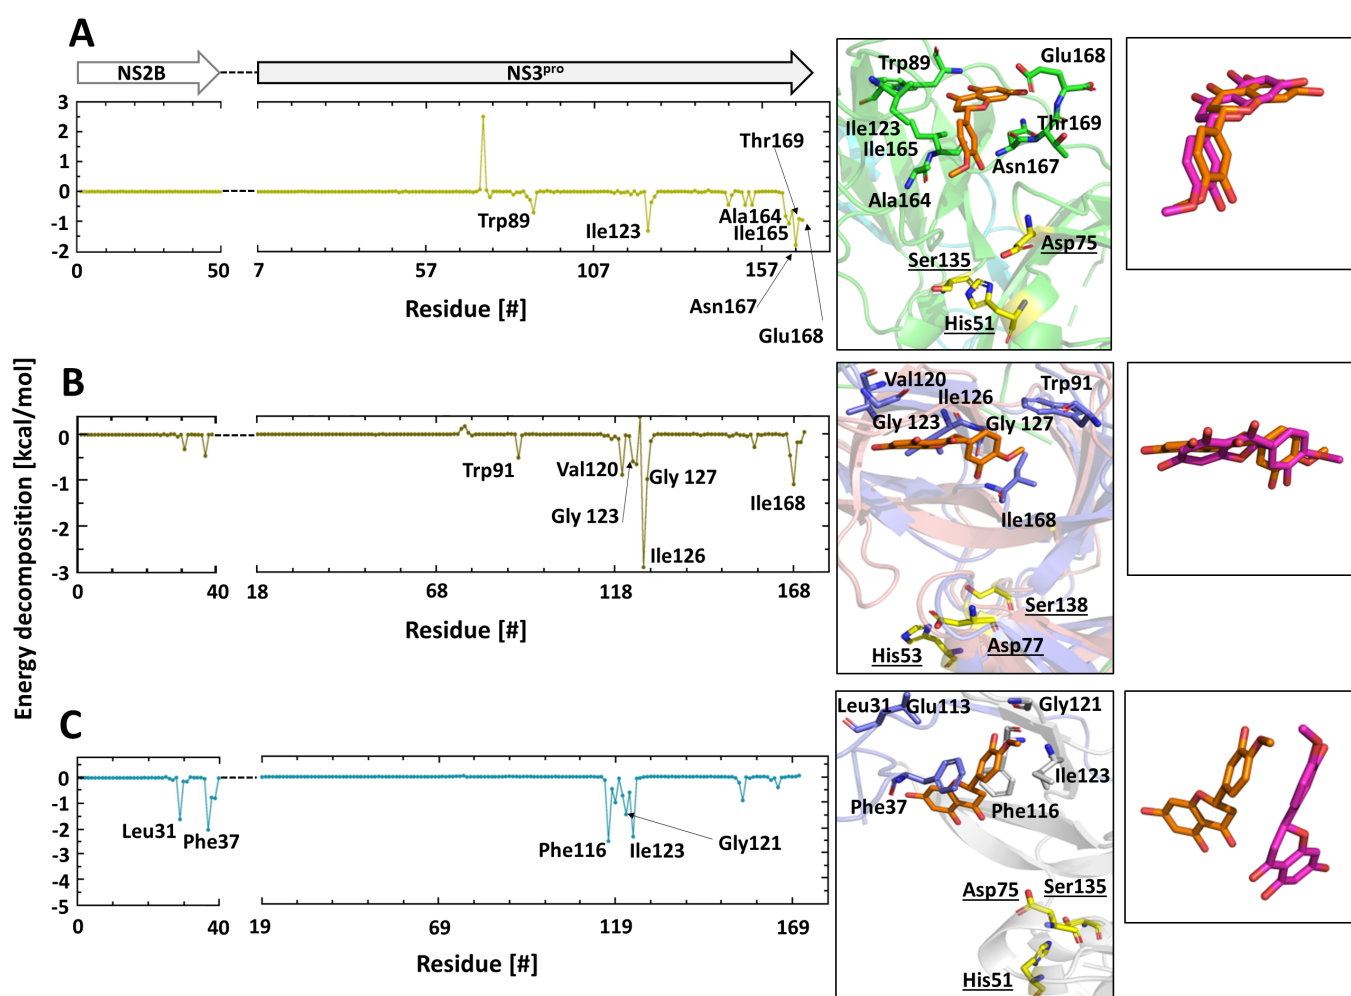 A
NS2B
NS3pro
3
2
1
0
-1
-2
Trp89
Ile123
Thr169
Ala164
Ile165
0
50
7
57
107
157
Residue [#]
Asn167
Glu168
Trp89
Glu168
Ile123
Ile165
Thr169
Asn167
Ala164
Ser135
Asp75
His51
Energy decomposition [kcal/mol]
B
0
-1
-2
-3
Trp91
Val120
Gly 127
Gly 123
Ile126
Ile168
0
40
18
68
118
168
Residue [#]
Val120
Trp91
Ile126
Gly 123
Gly 127
Ile168
Ser138
His53
Asp77
C
0
-1
-2
-3
-4
-5
Leu31
Phe37
Phe116
Ile123
Gly121
0
40
19
69
119
169
Residue [#]
Leu31
Glu113
Gly121
Ile123
Phe37
Phe116
Asp75
Ser135
His51